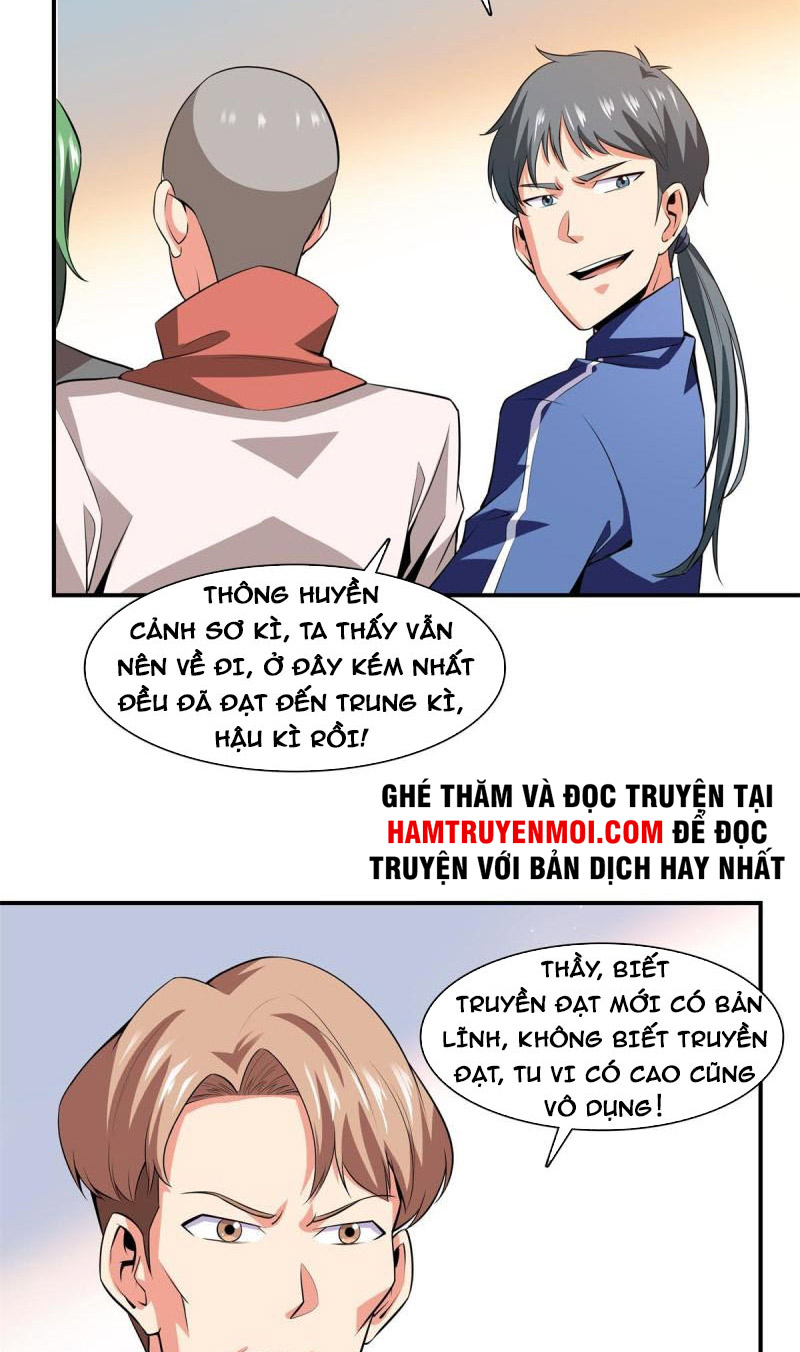 THÔNG HUYỀN
CẢNH SƠ KÌ, TA THẤY VẪN
NÊN VỀ ĐI, Ở ĐÂY KÉM NHẤT
ĐỀU ĐÃ ĐẠT ĐẾN TRUNG KÌ,
HẬU KÌ RỒI!
GHÉ THĂM VÀ ĐỌC TRUYỆN TẠI
HAMTRUYENMOI.COM ĐỂ ĐỌC
TRUYỆN VỚI BẢN DỊCH HAY NHẤT
THẦY, BIẾT
TRUYỀN ĐẠT MỚI CÓ BẢN
LĨNH, KHÔNG BIẾT TRUYỀN
ĐẠT, TU VI CÓ CAO CŨNG
VÔ DỤNG!